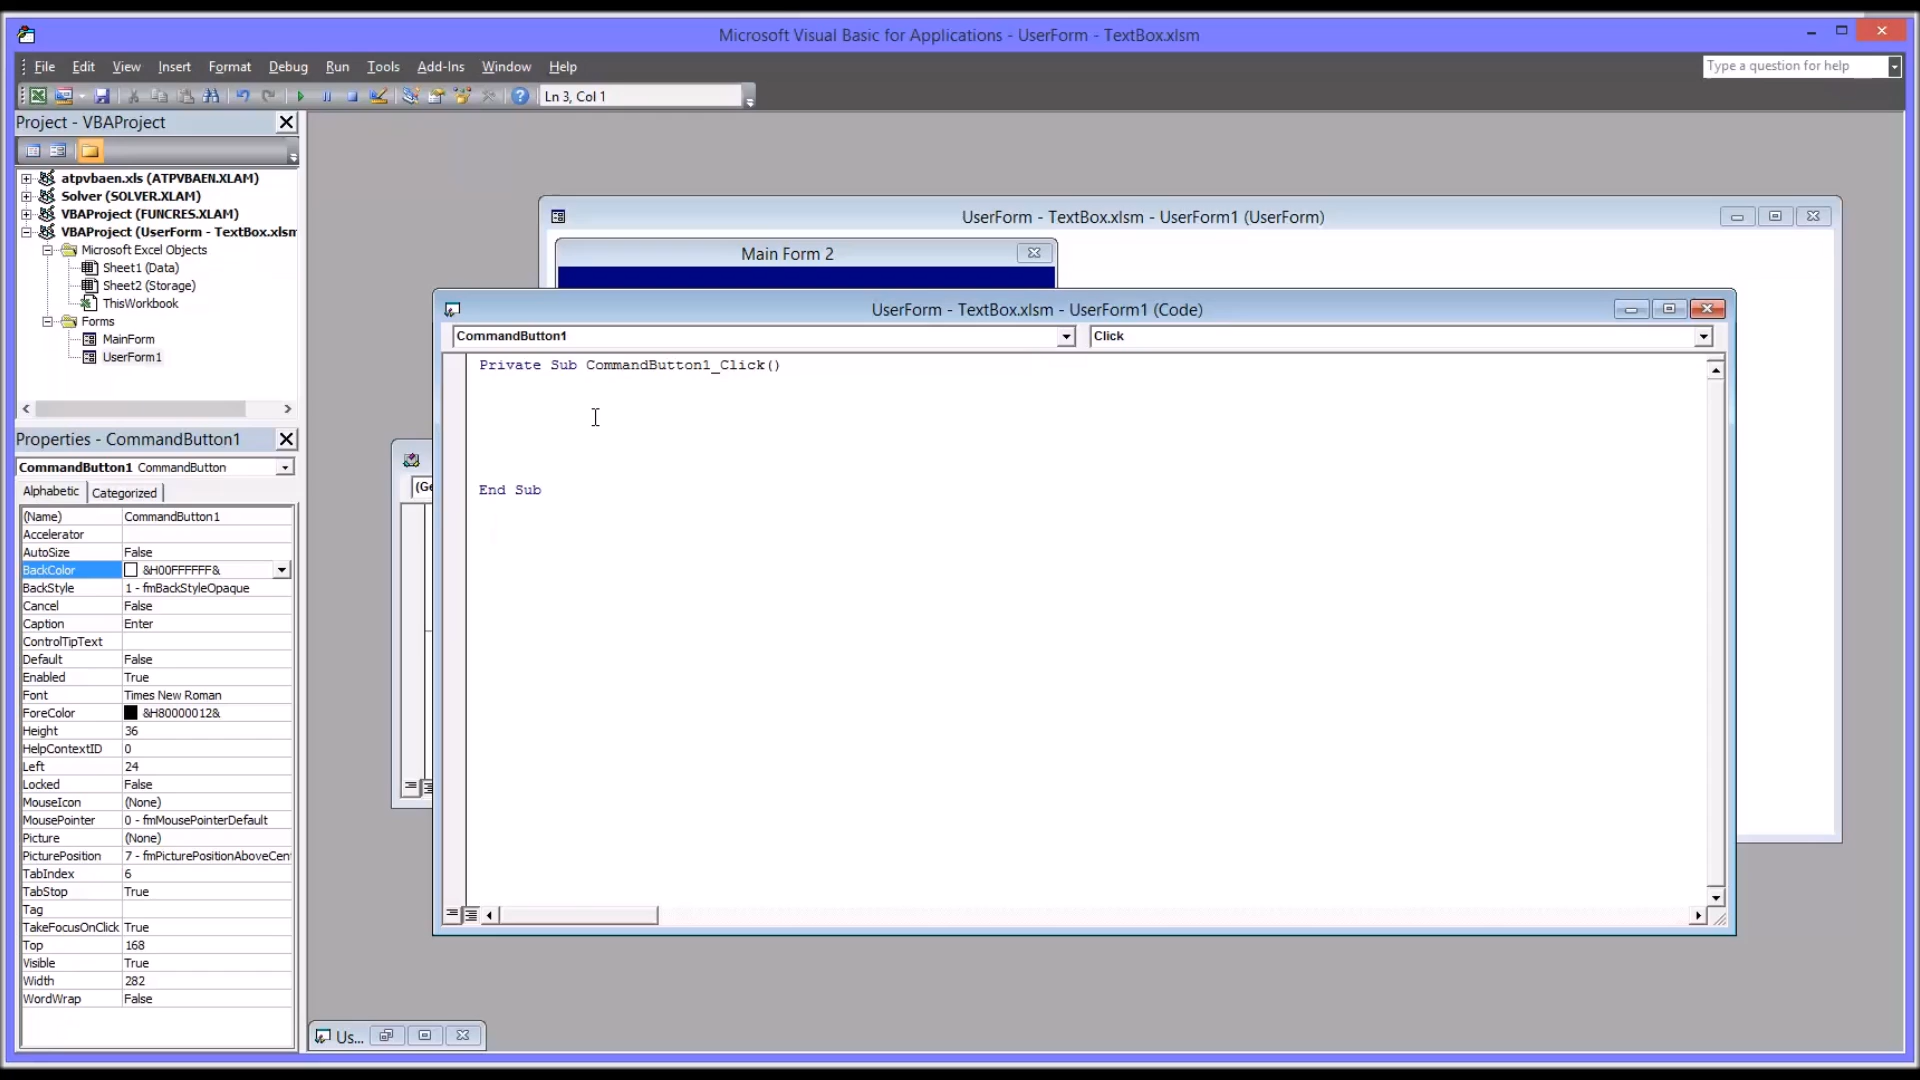 Microsoft Visual Basic for Applications - UserForm - TextBox.xlsm
File Edit View Insert Format Debug Run Tools Add-Ins Window Help
Type a question for help
Ln 3, Col 1
Project - VBAProject
atpvbaen.xls (ATPVBAEN.XLAM)
Solver (SOLVER.XLAM)
VBAProject (FUNCRES.XLAM)
VBAProject (UserForm - TextBox.xlsm
Microsoft Excel Objects
Sheet1 (Data)
Sheet2 (Storage)
ThisWorkbook
Forms
MainForm
UserForm1
Properties - CommandButton1
CommandButton1 CommandButton
Alphabetic Categorized
(Name) CommandButton1
Accelerator
AutoSize False
BackColor &H00FFFFFF&
BackStyle 1 - fmBackStyleOpaque
Cancel False
Caption Enter
ControlTipText
Default False
Enabled True
Font Times New Roman
ForeColor &H80000012&
Height 36
HelpContextID 0
Left 24
Locked False
MouseIcon (None)
MousePointer 0 - fmMousePointerDefault
Picture (None)
PicturePosition 7 - fmPicturePositionAboveCen
TabIndex 6
TabStop True
Tag
TakeFocusOnClick True
Top 168
Visible True
Width 282
WordWrap False
UserForm - TextBox.xlsm - UserForm1 (UserForm)
Main Form 2
UserForm - TextBox.xlsm - UserForm1 (Code)
CommandButton1 Click
Private Sub CommandButton1_Click()
End Sub
(Ge
Us...